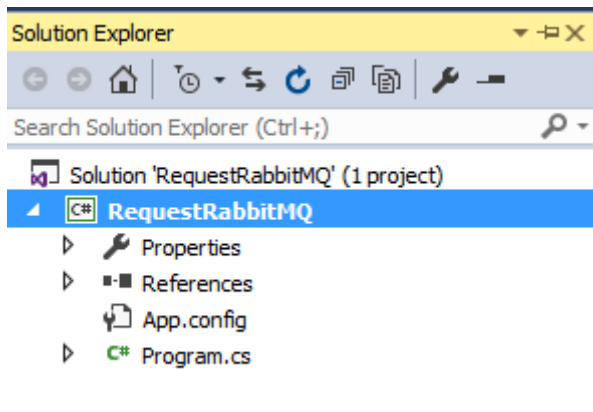 Solution Explorer
Search Solution Explorer (Ctrl+;)
Solution 'RequestRabbitMQ' (1 project)
C# RequestRabbitMQ
Properties
References
App.config
C# Program.cs